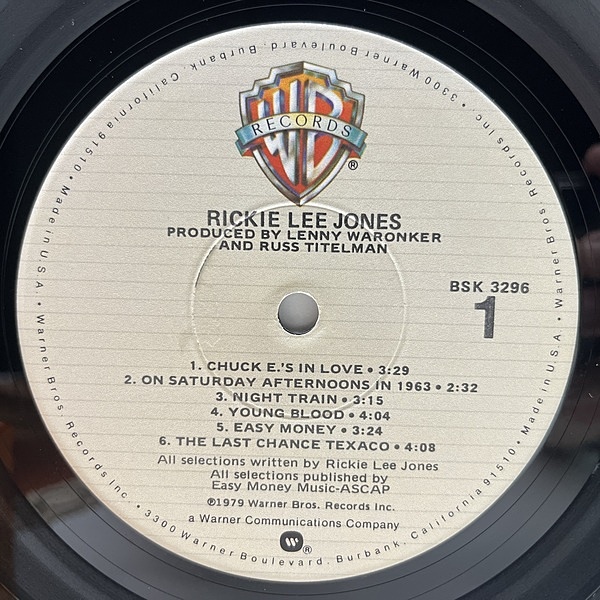 WB
RECORDS
®
RICKIE LEE JONES
PRODUCED BY LENNY WARONKER
AND RUSS TITELMAN
BSK 3296
1
1. CHUCK E.'S IN LOVE • 3:29
2. ON SATURDAY AFTERNOONS IN 1963 • 2:32
3. NIGHT TRAIN • 3:15
4. YOUNG BLOOD • 4:04
5. EASY MONEY • 3:24
6. THE LAST CHANCE TEXACO • 4:08
All selections written by Rickie Lee Jones
All selections published by
Easy Money Music-ASCAP
℗1979 Warner Bros. Records Inc.
a Warner Communications Company
®
Warner Bros. Records Inc. • 3300 Warner Boulevard, Burbank, California 91510 • Made in U.S.A. • Warner Bros. Records Inc. • 3300 Warner Boulevard, Burbank, California 91510 • Made in U.S.A. •